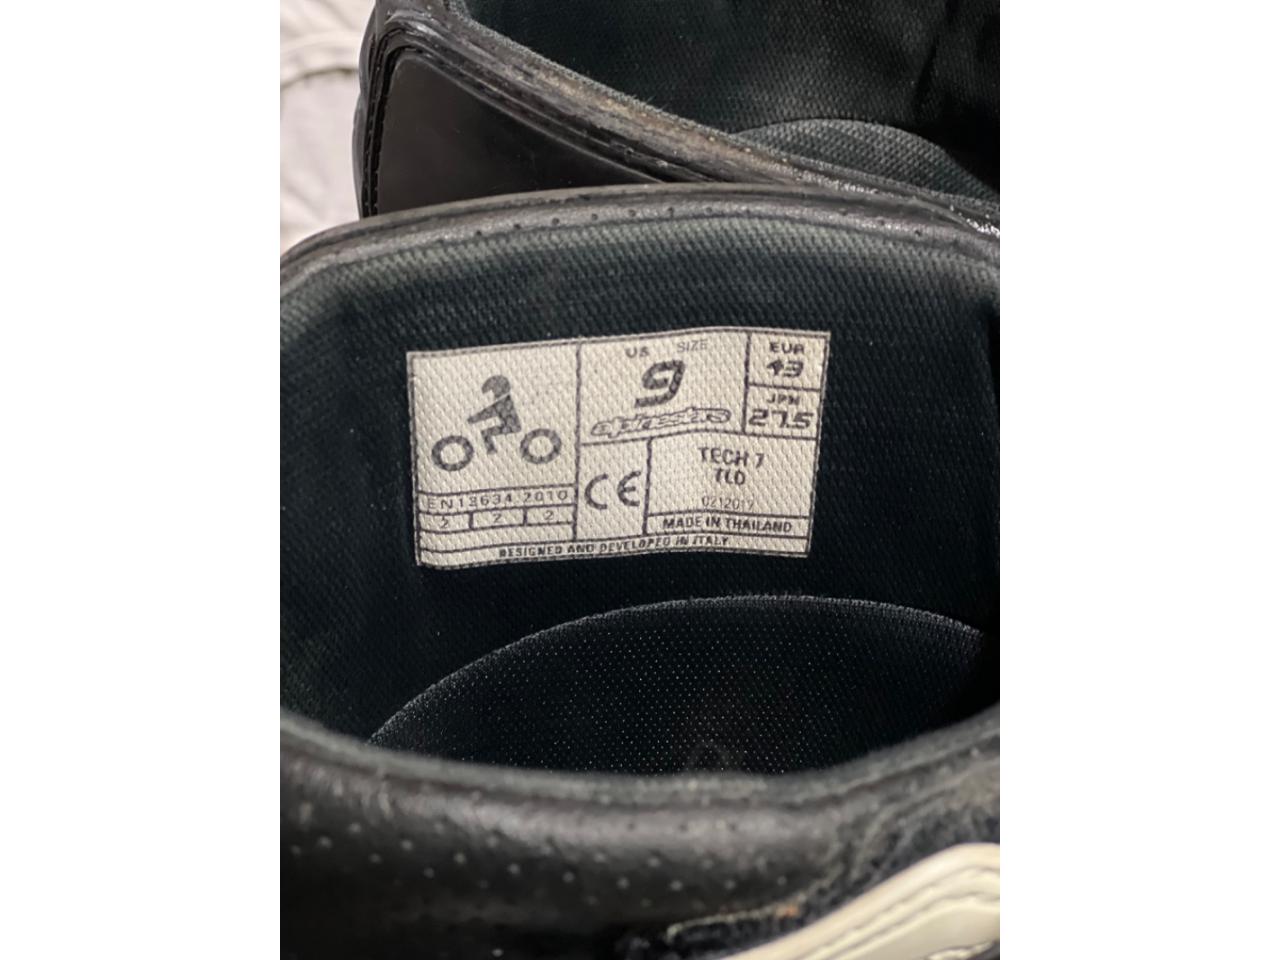 US SIZE
9
alpinestars
EUR
43
JPN
27.5
EN13634:2010
2 2 2
CE
TECH 7
TLD
0212017
MADE IN THAILAND
DESIGNED AND DEVELOPED IN ITALY